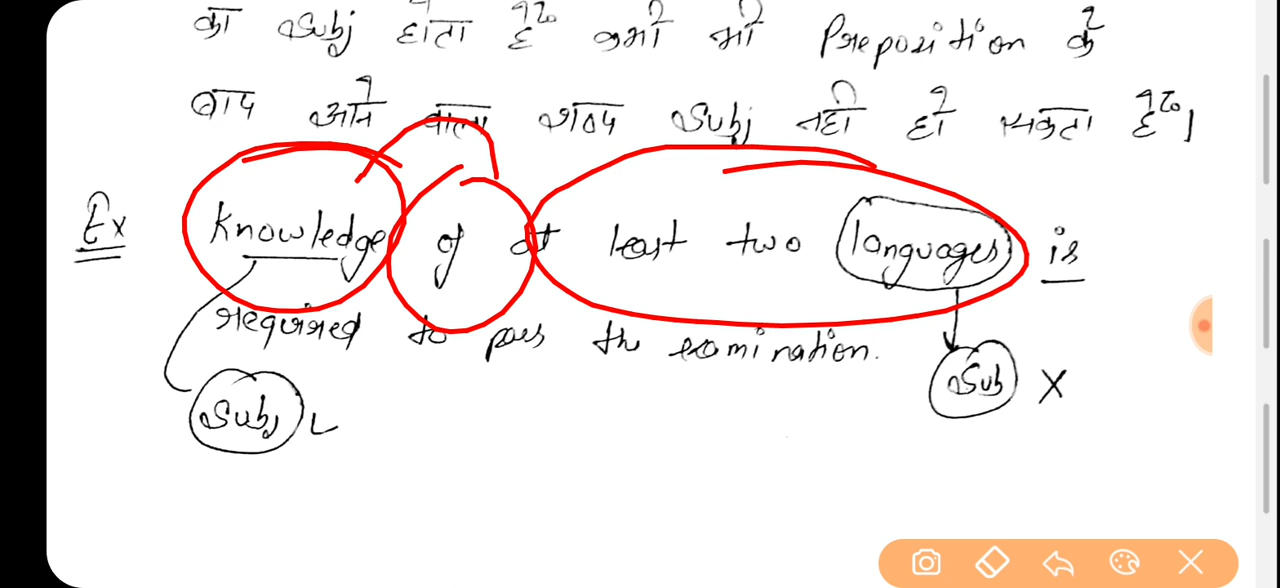 का Subj होता है कभी भी Preposition के
बाद आने वाला शब्द Subj नही हो सकता है।
Ex Knowledge of at least two languages is
required to pass the examination.
Subj Sub X